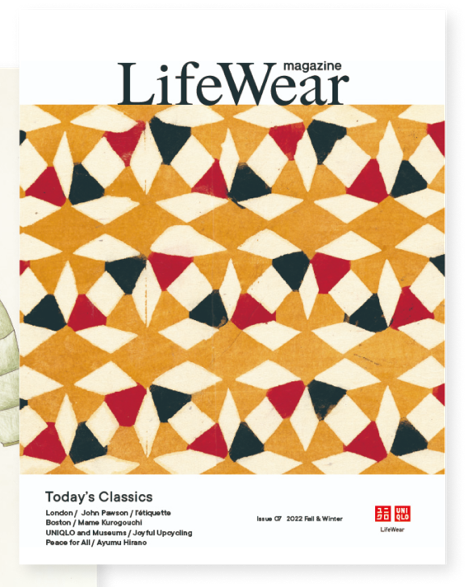 magazine
LifeWear
Today's Classics
London / John Pawson / l'étiquette
Boston / Mame Kurogouchi
UNIQLO and Museums / Joyful Upcycling
Peace for All / Ayumu Hirano
Issue 07 2022 Fall & Winter
ユニクロ UNIQLO
LifeWear